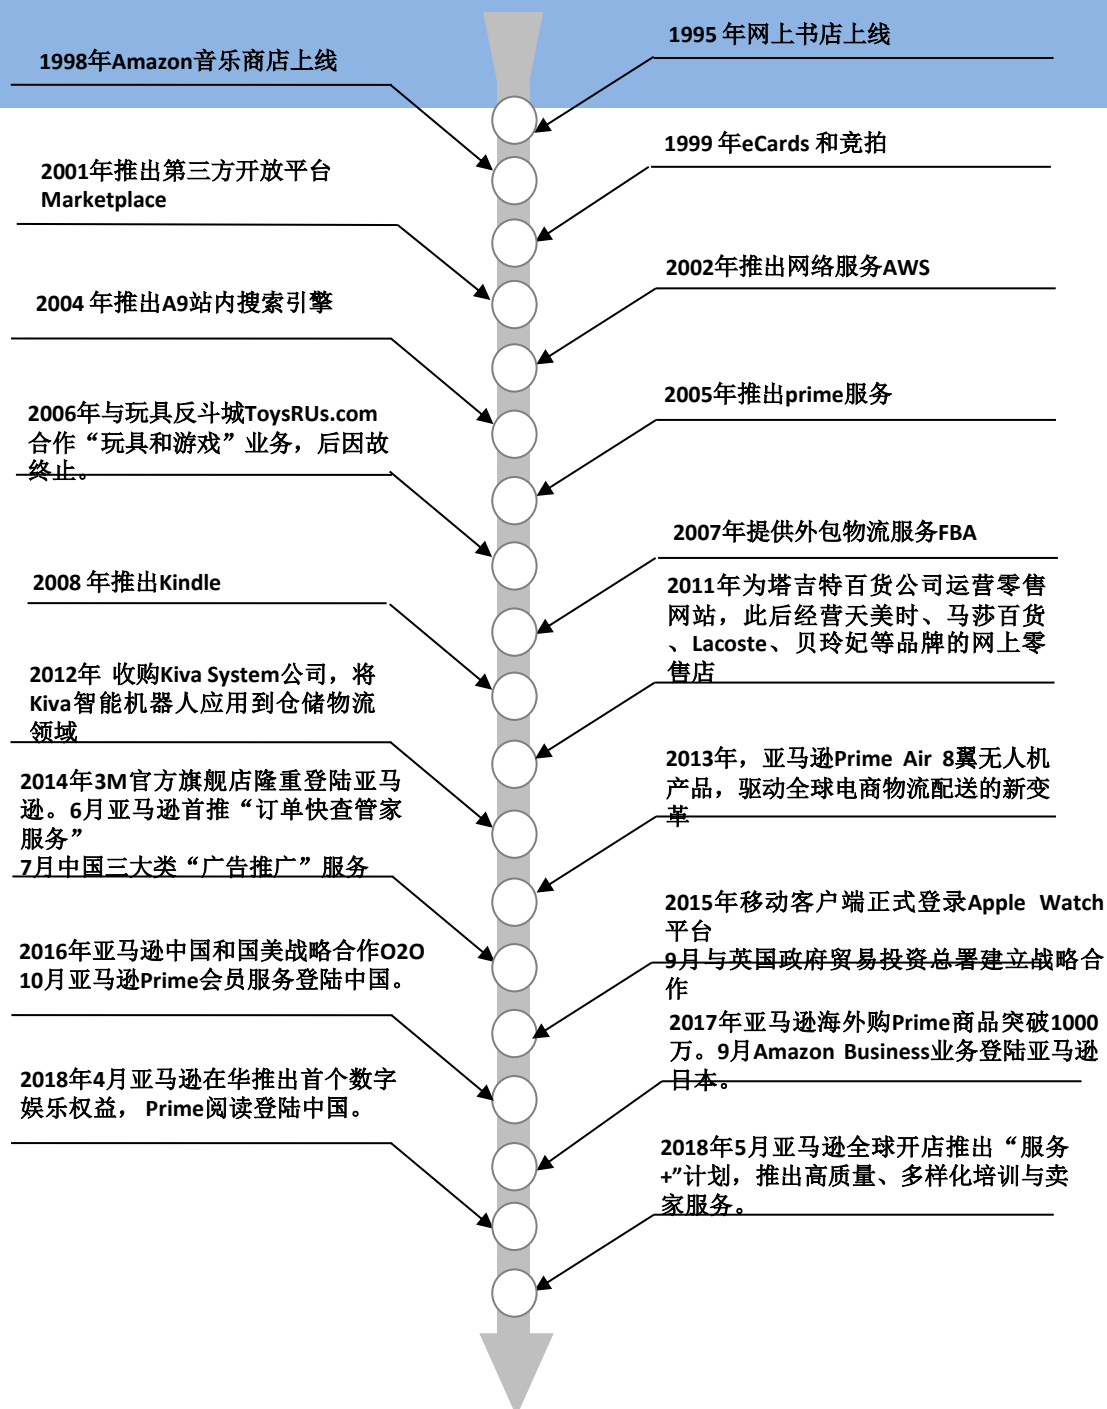 1995 年网上书店上线
1998年Amazon音乐商店上线
1999 年eCards 和竞拍
2001年推出第三方开放平台
Marketplace
2002年推出网络服务AWS
2004 年推出A9站内搜索引擎
2005年推出prime服务
2006年与玩具反斗城ToysRUs.com
合作“玩具和游戏”业务，后因故
终止。
2007年提供外包物流服务FBA
2008 年推出Kindle
2011年为塔吉特百货公司运营零售
网站，此后经营天美时、马莎百货
、Lacoste、贝玲妃等品牌的网上零
售店
2012年 收购Kiva System公司，将
Kiva智能机器人应用到仓储物流
领域
2013年，亚马逊Prime Air 8翼无人机
产品，驱动全球电商物流配送的新变
革
2014年3M官方旗舰店隆重登陆亚马
逊。6月亚马逊首推“订单快查管家
服务”
7月中国三大类“广告推广”服务
2015年移动客户端正式登录Apple Watch
平台
9月与英国政府贸易投资总署建立战略合
作
2016年亚马逊中国和国美战略合作O2O
10月亚马逊Prime会员服务登陆中国。
2017年亚马逊海外购Prime商品突破1000
万。9月Amazon Business业务登陆亚马逊
日本。
2018年4月亚马逊在华推出首个数字
娱乐权益， Prime阅读登陆中国。
2018年5月亚马逊全球开店推出“服务
+”计划，推出高质量、多样化培训与卖
家服务。